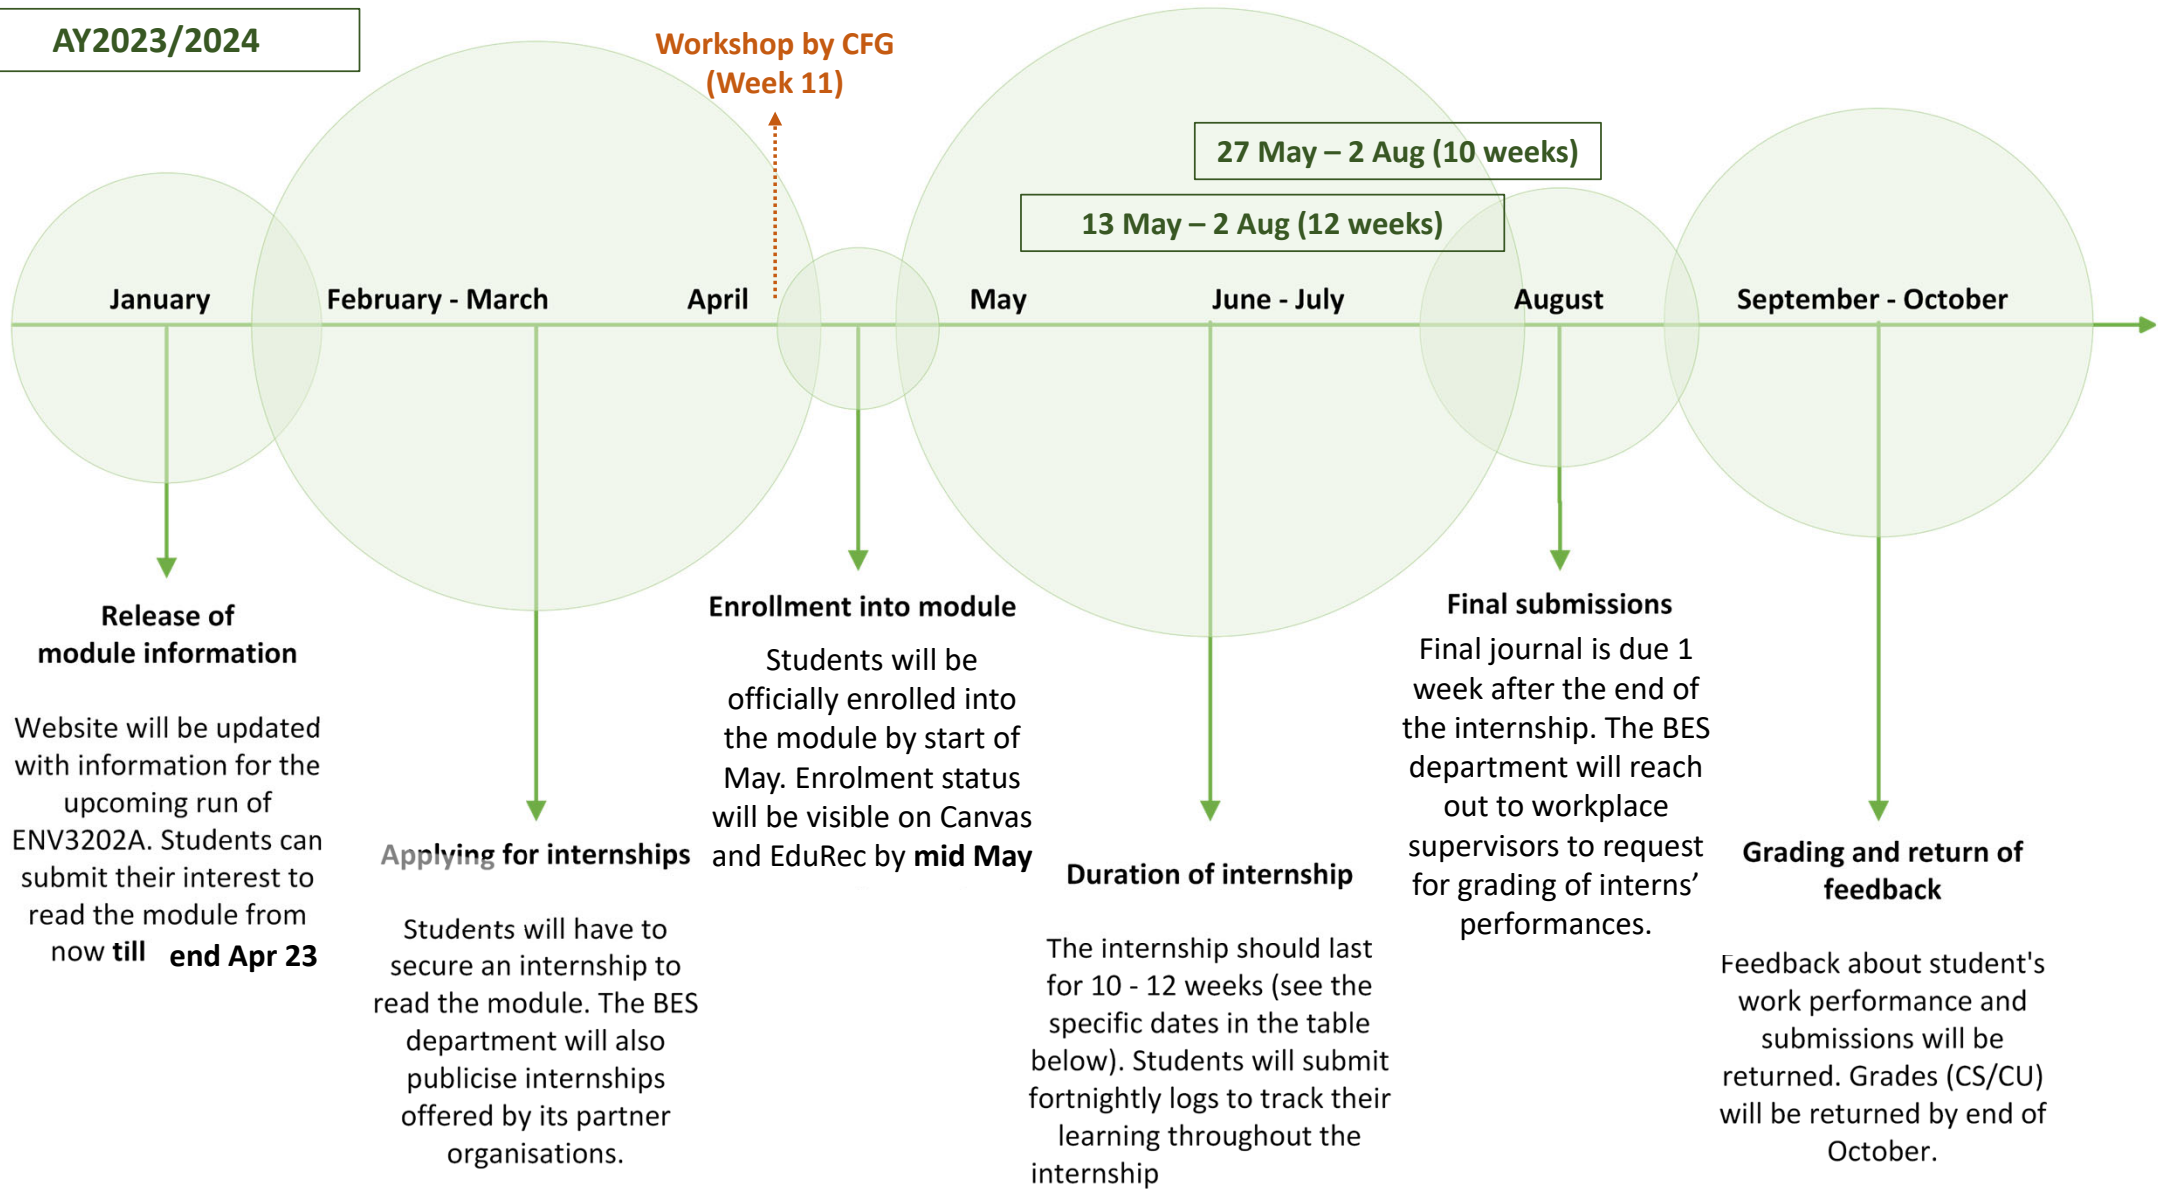 AY2023/2024
Workshop by CFG
(Week 11)
27 May – 2 Aug (10 weeks)
13 May – 2 Aug (12 weeks)
January
February - March
April
May
June - July
August
September - October
Release of
module information
Website will be updated
with information for the
upcoming run of
ENV3202A. Students can
submit their interest to
read the module from
now till end Apr 23
Applying for internships
Students will have to
secure an internship to
read the module. The BES
department will also
publicise internships
offered by its partner
organisations.
Enrollment into module
Students will be
officially enrolled into
the module by start of
May. Enrolment status
will be visible on Canvas
and EduRec by mid May
Duration of internship
The internship should last
for 10 - 12 weeks (see the
specific dates in the table
below). Students will submit
fortnightly logs to track their
learning throughout the
internship
Final submissions
Final journal is due 1
week after the end of
the internship. The BES
department will reach
out to workplace
supervisors to request
for grading of interns’
performances.
Grading and return of
feedback
Feedback about student's
work performance and
submissions will be
returned. Grades (CS/CU)
will be returned by end of
October.